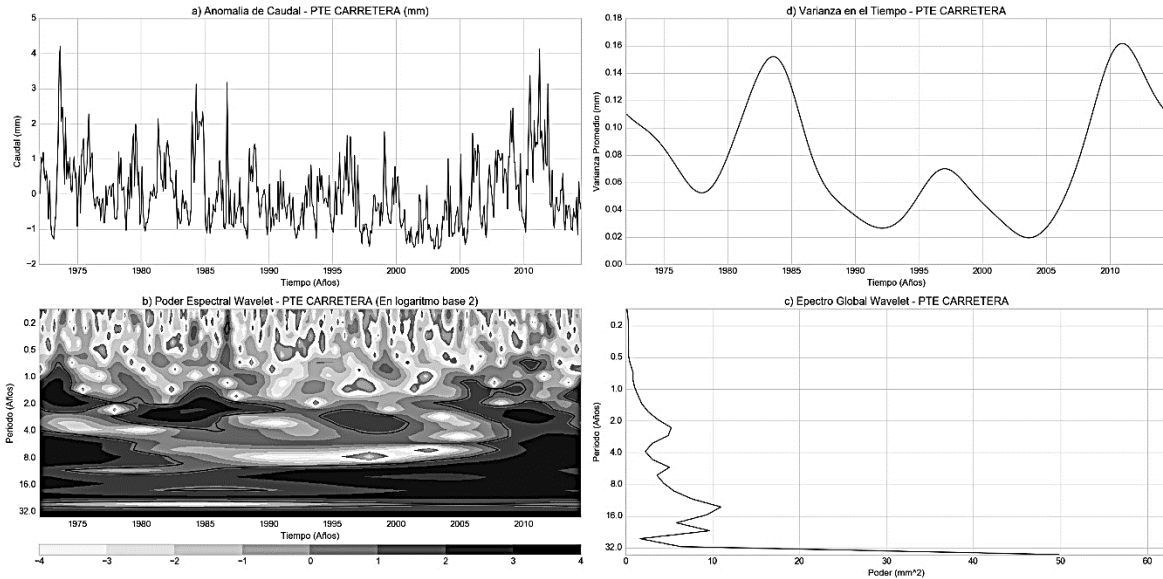 a) Anomalia de Caudal - PTE CARRETERA (mm)
5
4
3
2
1
0
−1
−2
Caudal (mm)
1975 1980 1985 1990 1995 2000 2005 2010
Tiempo (Años)
d) Varianza en el Tiempo - PTE CARRETERA
0.18
0.16
0.14
0.12
0.10
0.08
0.06
0.04
0.02
0.00
Varianza Promedio (mm)
1975 1980 1985 1990 1995 2000 2005 2010
Tiempo (Años)
b) Poder Espectral Wavelet - PTE CARRETERA (En logaritmo base 2)
0.2
0.5
1.0
2.0
4.0
8.0
16.0
32.0
Periodo (Años)
1975 1980 1985 1990 1995 2000 2005 2010
Tiempo (Años)
−4 −3 −2 −1 0 1 2 3 4
c) Epectro Global Wavelet - PTE CARRETERA
0.2
0.5
1.0
2.0
4.0
8.0
16.0
32.0
Periodo (Años)
0 10 20 30 40 50 60
Poder (mm^2)